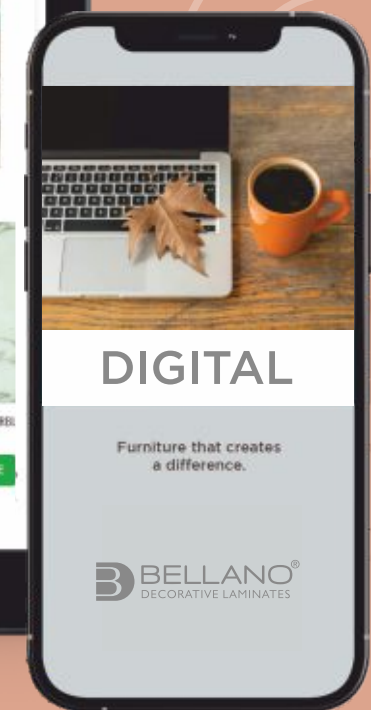 DIGITAL
Furniture that creates
a difference.
BELLANO®
DECORATIVE LAMINATES